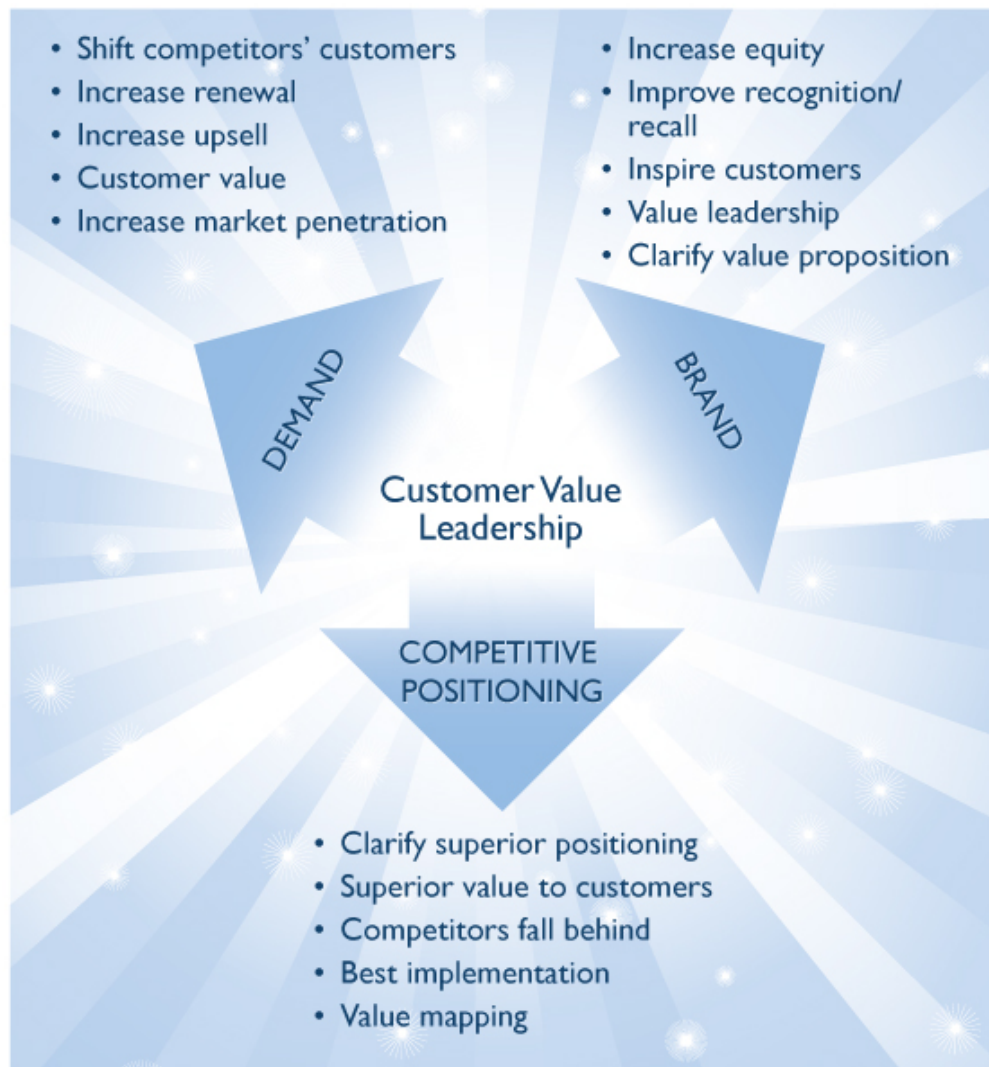 • Shift competitors’ customers
• Increase renewal
• Increase upsell
• Customer value
• Increase market penetration
• Increase equity
• Improve recognition/
recall
• Inspire customers
• Value leadership
• Clarify value proposition
DEMAND
BRAND
Customer Value
Leadership
COMPETITIVE
POSITIONING
• Clarify superior positioning
• Superior value to customers
• Competitors fall behind
• Best implementation
• Value mapping